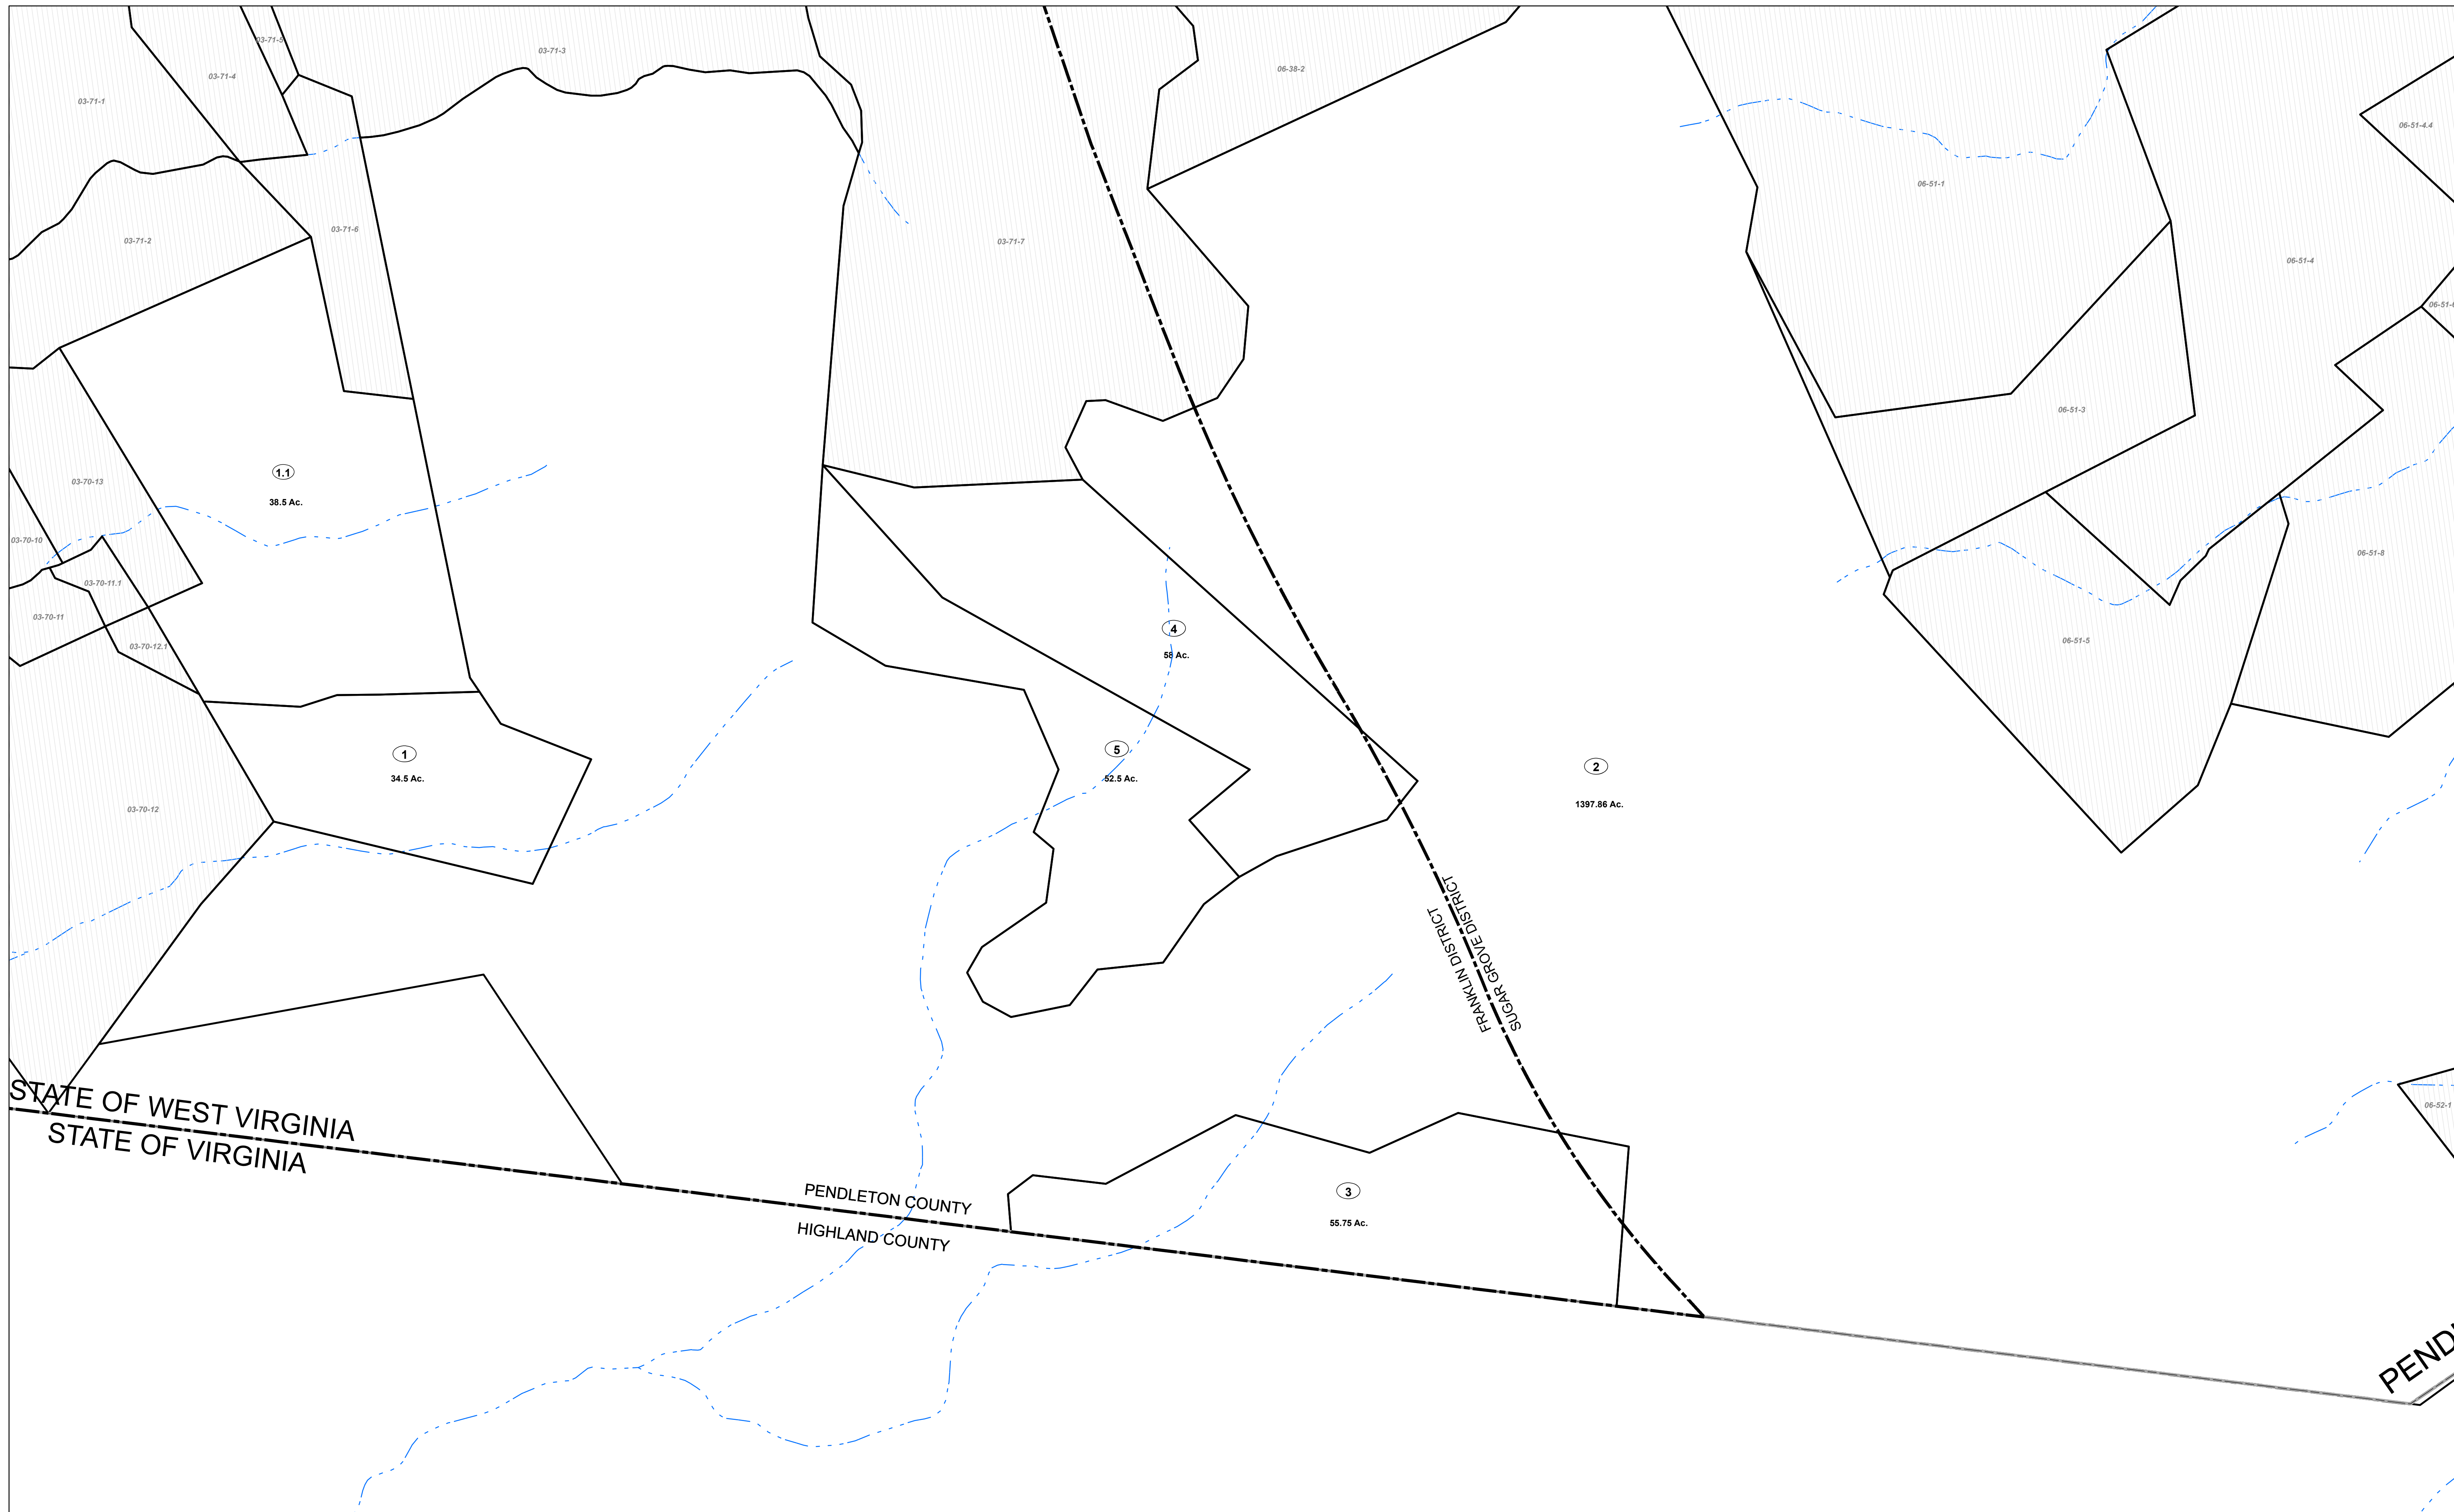 03-71-5
03-71-3
03-71-4
06-38-2
03-71-1
06-51-4.4
06-51-1
03-71-6
03-71-2
03-71-7
06-51-4
06-51-3
1.1
03-70-13
38.5 Ac.
03-70-10
06-51-8
03-70-11.1
03-70-11
4
03-70-12.1
06-51-5
58 Ac.
5
1
2
34.5 Ac.
52.5 Ac.
1397.86 Ac.
03-70-12
FRANKLIN DISTRICT
SUGAR GROVE DISTRICT
STATE OF WEST VIRGINIA
STATE OF VIRGINIA
06-52-1
PENDLETON COUNTY
HIGHLAND COUNTY
3
55.75 Ac.